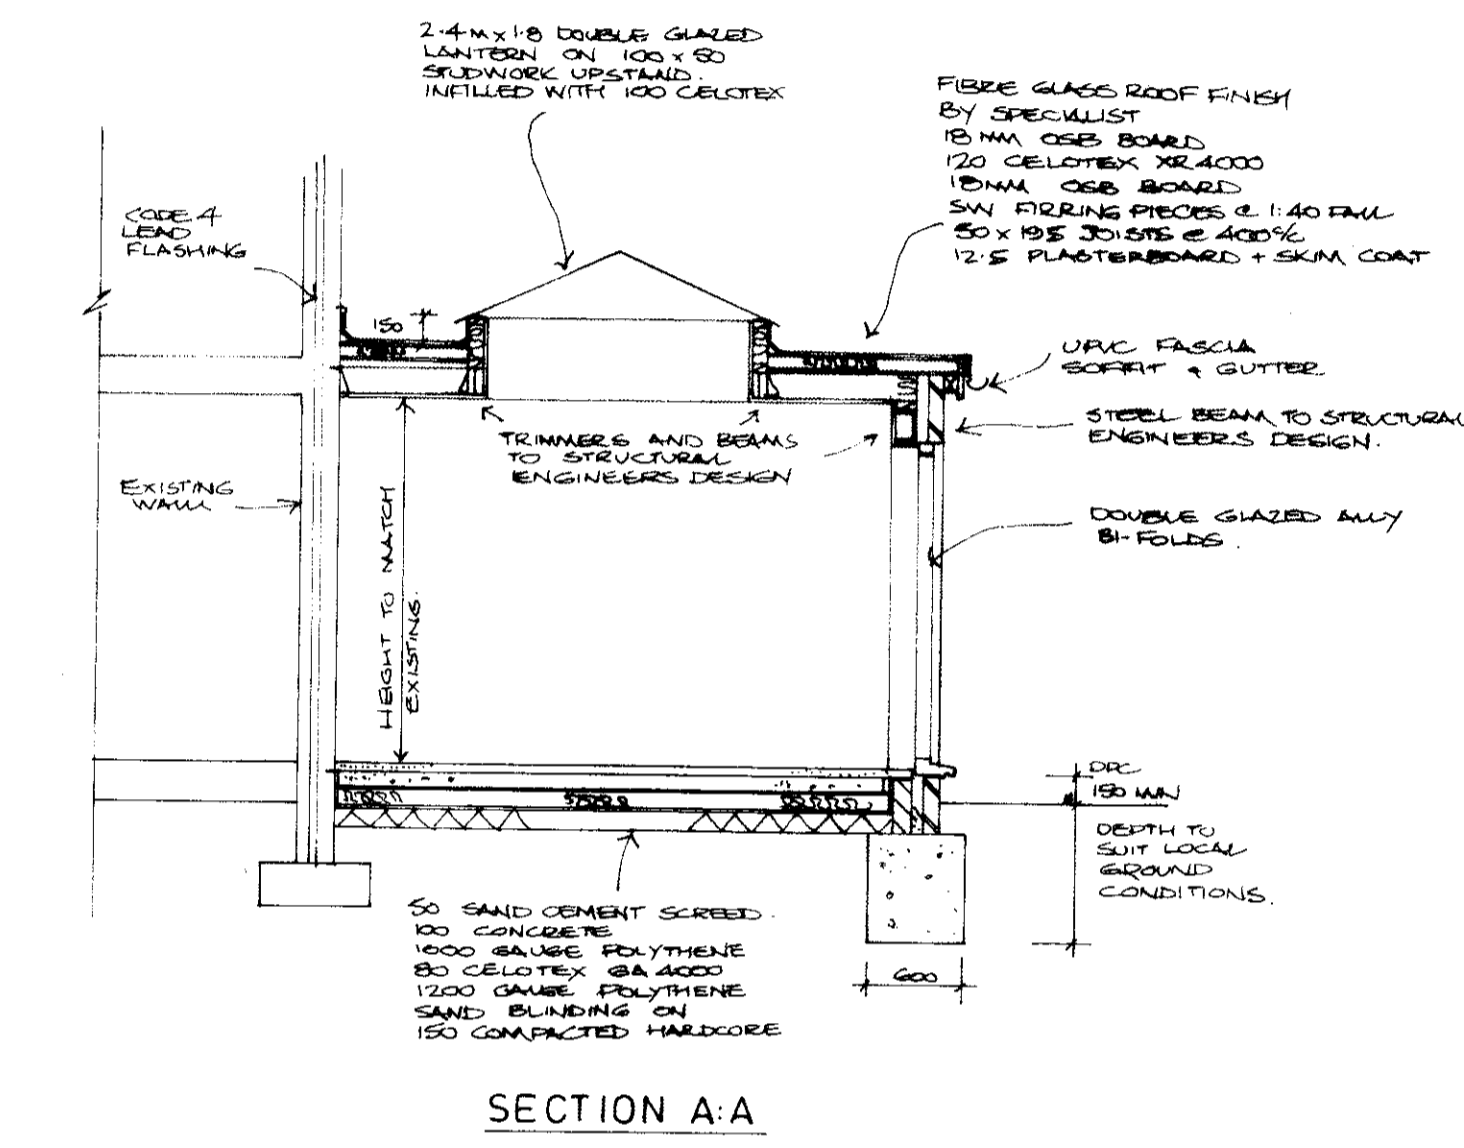 2.4M x 1.8 DOUBLE GLAZED
LANTERN ON 100 x 50
STUDWORK UPSTAND.
INFILLED WITH 100 CELOTEX
FIBRE GLASS ROOF FINISH
BY SPECIALIST
18 MM OSB BOARD
120 CELOTEX XR4000
18MM OSB BOARD
SW FIRRING PIECES @ 1:40 FALL
50 x 195 JOISTS @ 400 c/c
12.5 PLASTERBOARD + SKIM COAT
CODE 4
LEAD
FLASHING
150
UPVC FASCIA
SOFFIT & GUTTER
STEEL BEAM TO STRUCTURAL
ENGINEERS DESIGN.
TRIMMERS AND BEAMS
TO STRUCTURAL
ENGINEERS DESIGN
EXISTING
WALL
DOUBLE GLAZED ALLY
BI-FOLDS.
HEIGHT TO MATCH
EXISTING.
DPC
150 MIN
DEPTH TO
SUIT LOCAL
GROUND
CONDITIONS.
50 SAND CEMENT SCREED.
100 CONCRETE
1000 GAUGE POLYTHENE
80 CELOTEX GA 4000
1200 GAUGE POLYTHENE
SAND BLINDING ON
150 COMPACTED HARDCORE
600
SECTION A:A